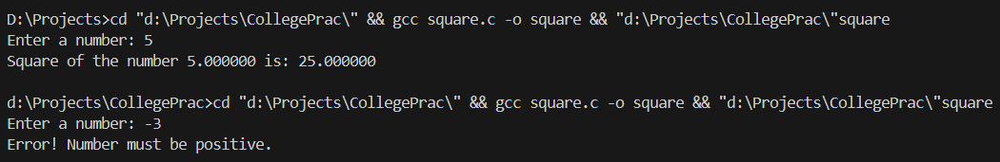 D:\Projects>cd "d:\Projects\CollegePrac\" && gcc square.c -o square && "d:\Projects\CollegePrac\"square
Enter a number: 5
Square of the number 5.000000 is: 25.000000
d:\Projects\CollegePrac>cd "d:\Projects\CollegePrac\" && gcc square.c -o square && "d:\Projects\CollegePrac\"square
Enter a number: -3
Error! Number must be positive.